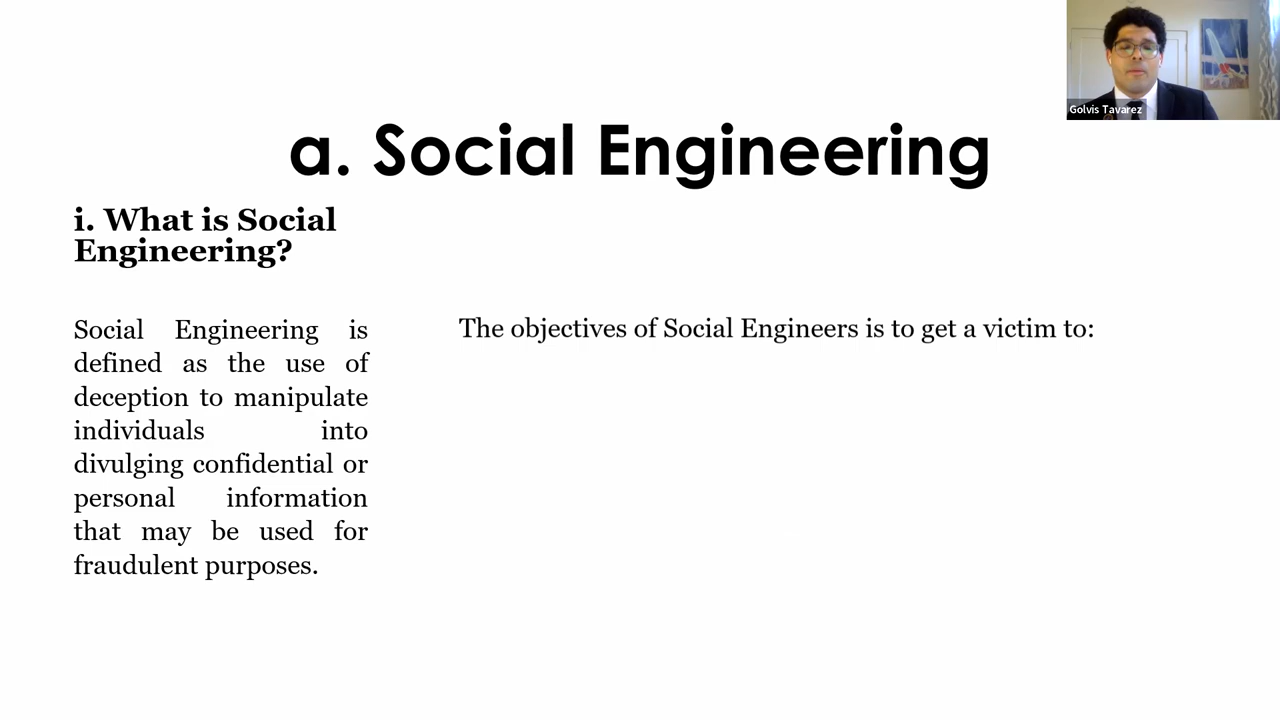 Golvis Tavarez
a. Social Engineering
i. What is Social
Engineering?
Social Engineering is
defined as the use of
deception to manipulate
individuals into
divulging confidential or
personal information
that may be used for
fraudulent purposes.
The objectives of Social Engineers is to get a victim to: